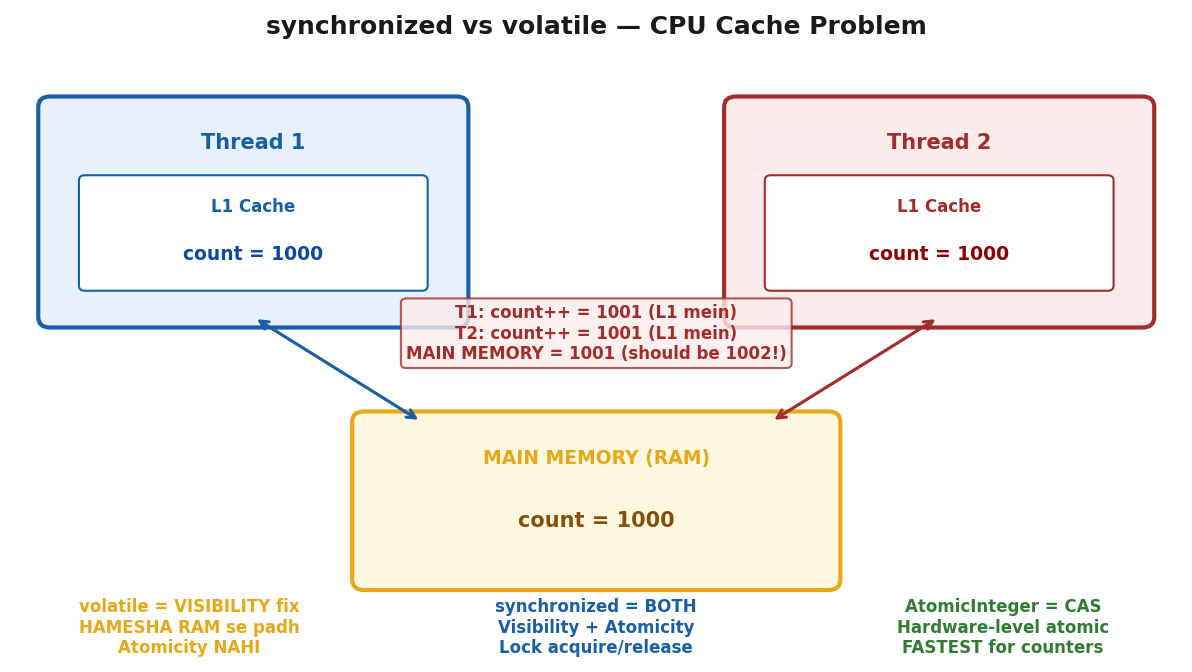 synchronized vs volatile — CPU Cache Problem
Thread 1
L1 Cache
count = 1000
Thread 2
L1 Cache
count = 1000
T1: count++ = 1001 (L1 mein)
T2: count++ = 1001 (L1 mein)
MAIN MEMORY = 1001 (should be 1002!)
MAIN MEMORY (RAM)
count = 1000
volatile = VISIBILITY fix
HAMESHA RAM se padh
Atomicity NAHI
synchronized = BOTH
Visibility + Atomicity
Lock acquire/release
AtomicInteger = CAS
Hardware-level atomic
FASTEST for counters